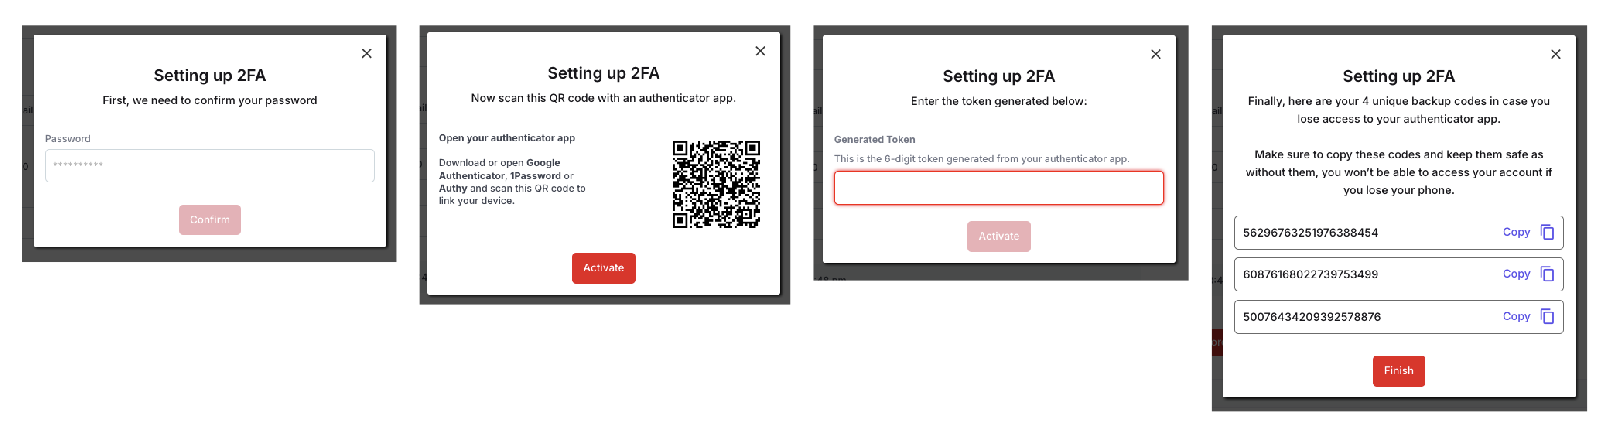 Setting up 2FA
First, we need to confirm your password
Password
**********
Confirm
Setting up 2FA
Now scan this QR code with an authenticator app.
Open your authenticator app
Download or open Google
Authenticator, 1Password or
Authy and scan this QR code to
link your device.
Activate
Setting up 2FA
Enter the token generated below:
Generated Token
This is the 6-digit token generated from your authenticator app.
Activate
Setting up 2FA
Finally, here are your 4 unique backup codes in case you
lose access to your authenticator app.
Make sure to copy these codes and keep them safe as
without them, you won't be able to access your account if
you lose your phone.
56296763251976388454 Copy
60876168022739753499 Copy
50076434209392578876 Copy
Finish